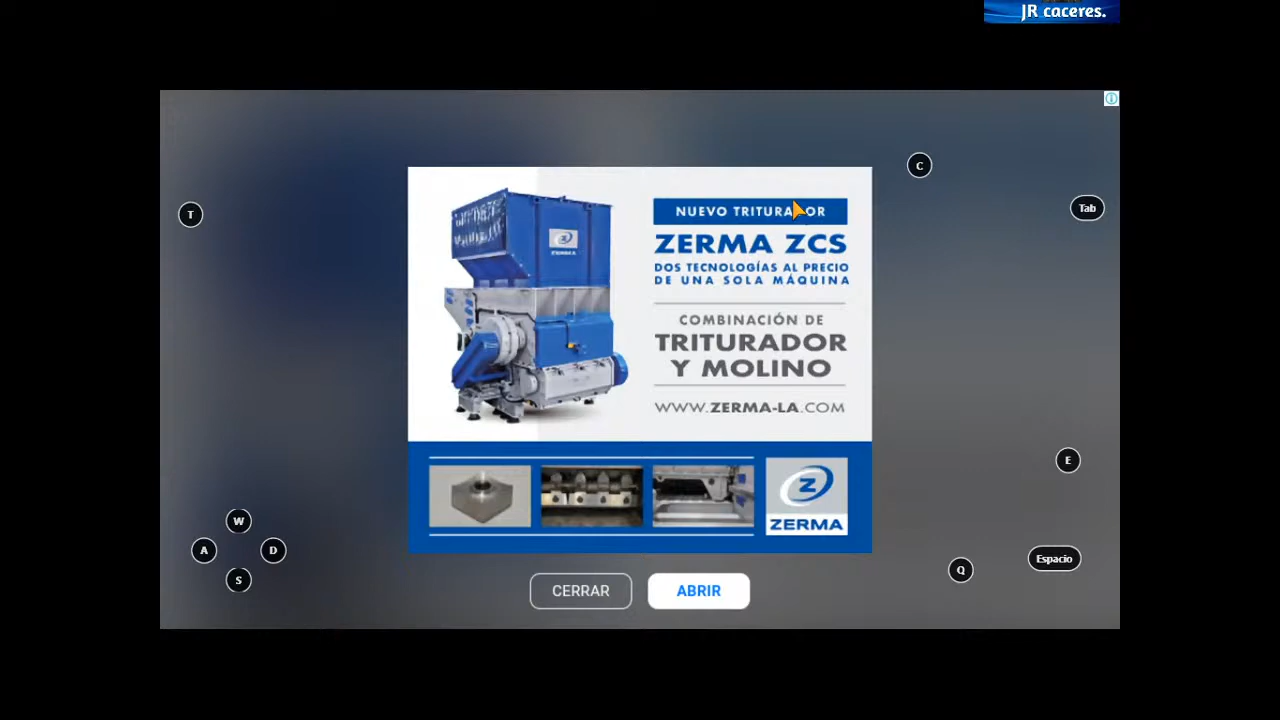 JR caceres.
T
C
Tab
NUEVO TRITURADOR
ZERMA ZCS
DOS TECNOLOGÍAS AL PRECIO
DE UNA SOLA MÁQUINA
COMBINACIÓN DE
TRITURADOR
Y MOLINO
WWW.ZERMA-LA.COM
ZERMA
E
Z
ZERMA
W
A
D
S
Q
Espacio
CERRAR
ABRIR